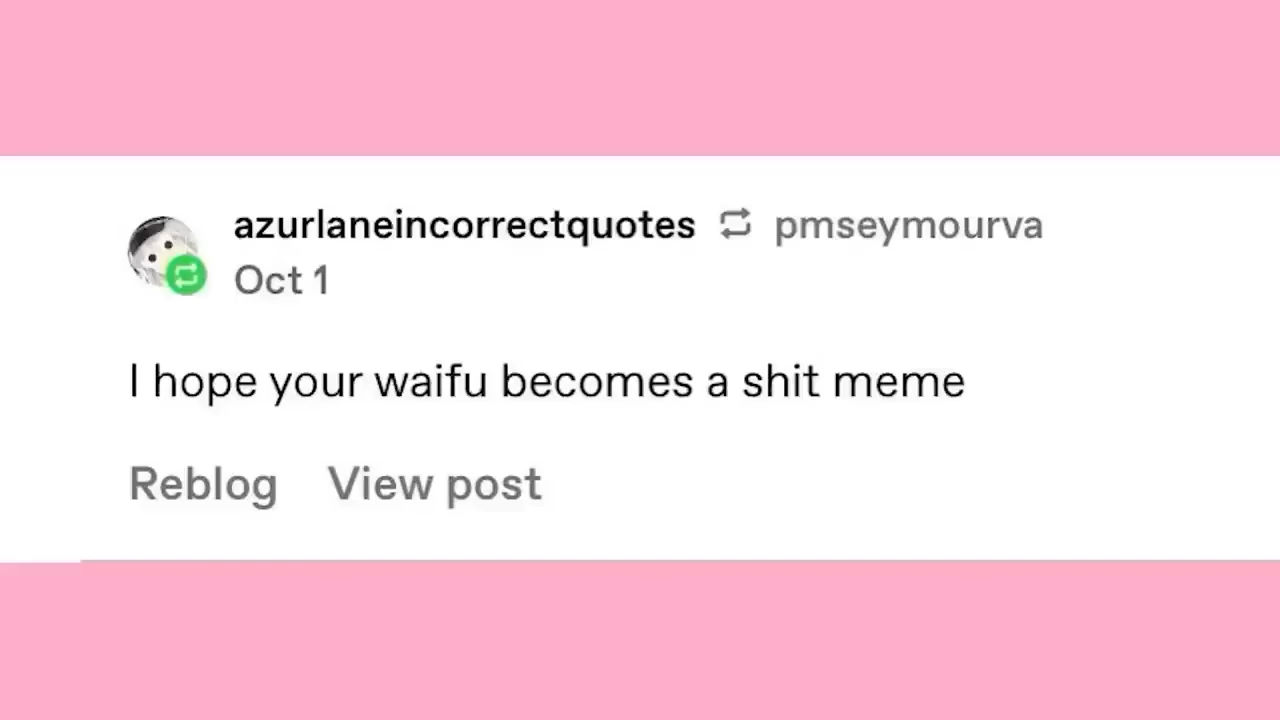 azurlaneincorrectquotes pmseymourva
Oct 1
I hope your waifu becomes a shit meme
Reblog View post